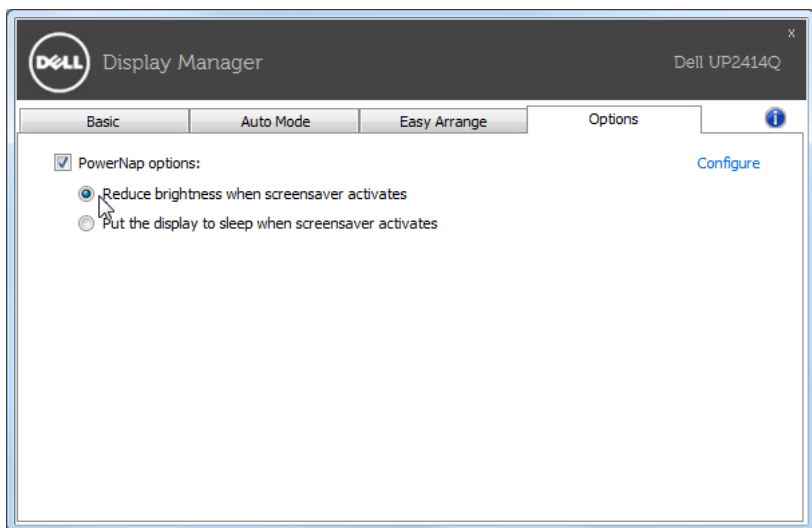 DELL Display Manager
x
Dell UP2414Q
Basic Auto Mode Easy Arrange Options i
PowerNap options: Configure
Reduce brightness when screensaver activates
Put the display to sleep when screensaver activates